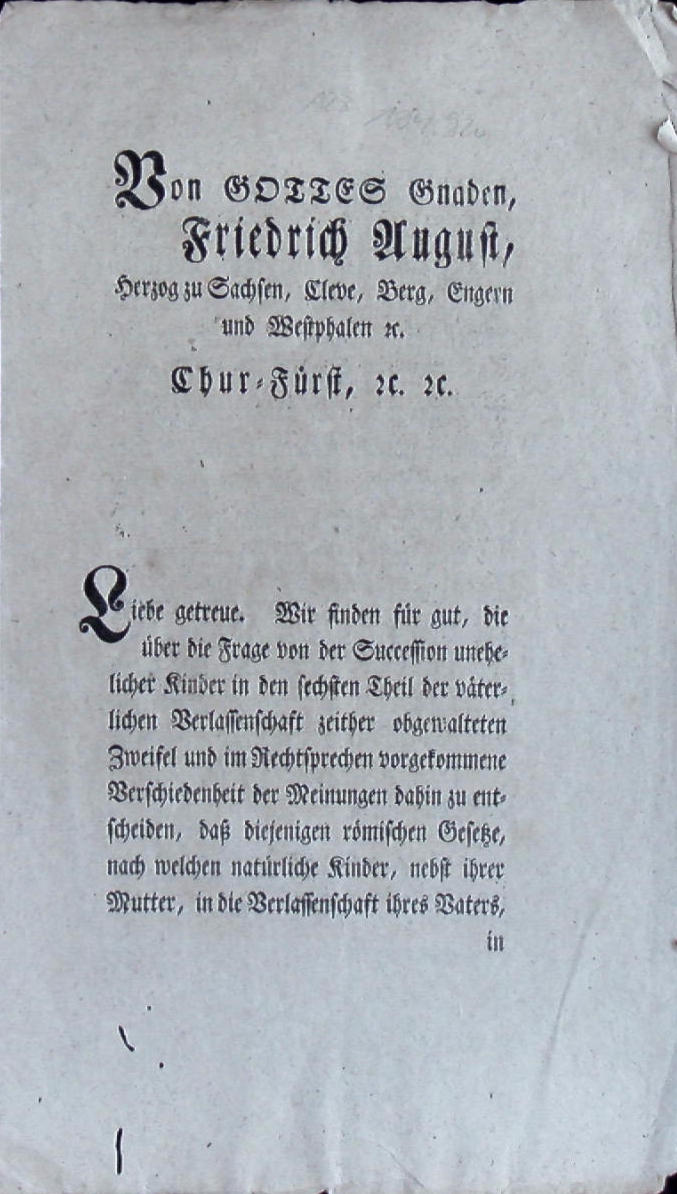 Von GOTTES Gnaden,
Friedrich August,
Herzog zu Sachsen, Cleve, Berg, Engern
und Westphalen ꝛc.
Chur-Fürst, ꝛc. ꝛc.
Liebe getreue. Wir finden für gut, die
über die Frage von der Succession unehe-
licher Kinder in den sechsten Theil der väter-
lichen Verlassenschaft zeither obgewalteten
Zweifel und im Rechtsprechen vorgekommene
Verschiedenheit der Meinungen dahin zu ent-
scheiden, daß diejenigen römischen Gesetze,
nach welchen natürliche Kinder, nebst ihrer
Mutter, in die Verlassenschaft ihres Vaters,
in